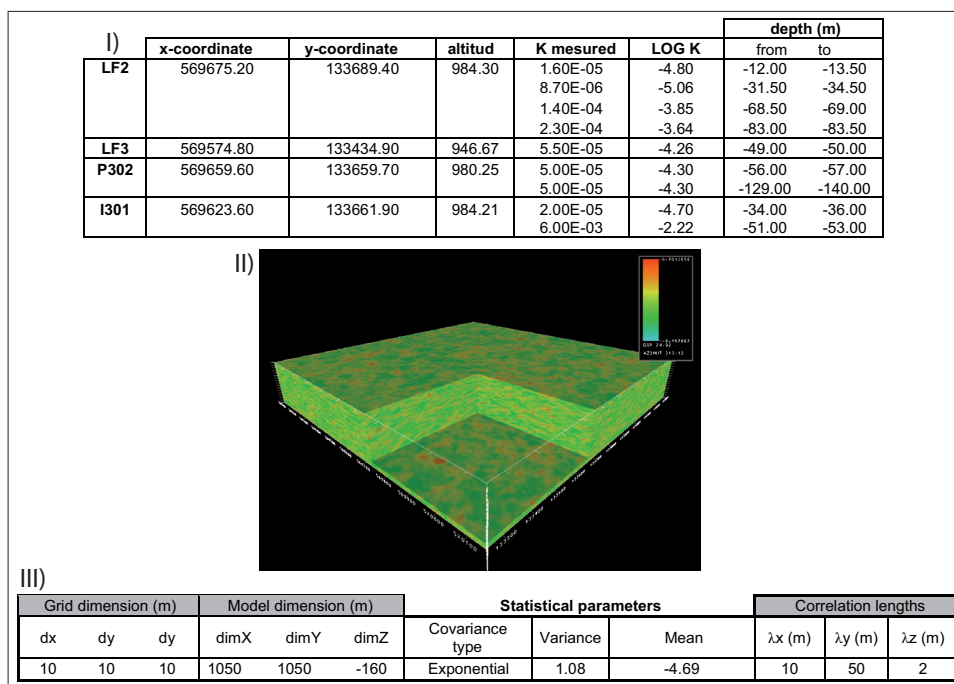 I)
depth (m)
x-coordinate y-coordinate altitud K mesured LOG K from to
LF2 569675.20 133689.40 984.30 1.60E-05 -4.80 -12.00 -13.50
8.70E-06 -5.06 -31.50 -34.50
1.40E-04 -3.85 -68.50 -69.00
2.30E-04 -3.64 -83.00 -83.50
LF3 569574.80 133434.90 946.67 5.50E-05 -4.26 -49.00 -50.00
P302 569659.60 133659.70 980.25 5.00E-05 -4.30 -56.00 -57.00
5.00E-05 -4.30 -129.00 -140.00
I301 569623.60 133661.90 984.21 2.00E-05 -4.70 -34.00 -36.00
6.00E-03 -2.22 -51.00 -53.00
II)
AZIMUT
III)
Grid dimension (m) Model dimension (m) Statistical parameters Correlation lengths
dx dy dy dimX dimY dimZ Covariance type Variance Mean λx (m) λy (m) λz (m)
10 10 10 1050 1050 -160 Exponential 1.08 -4.69 10 50 2